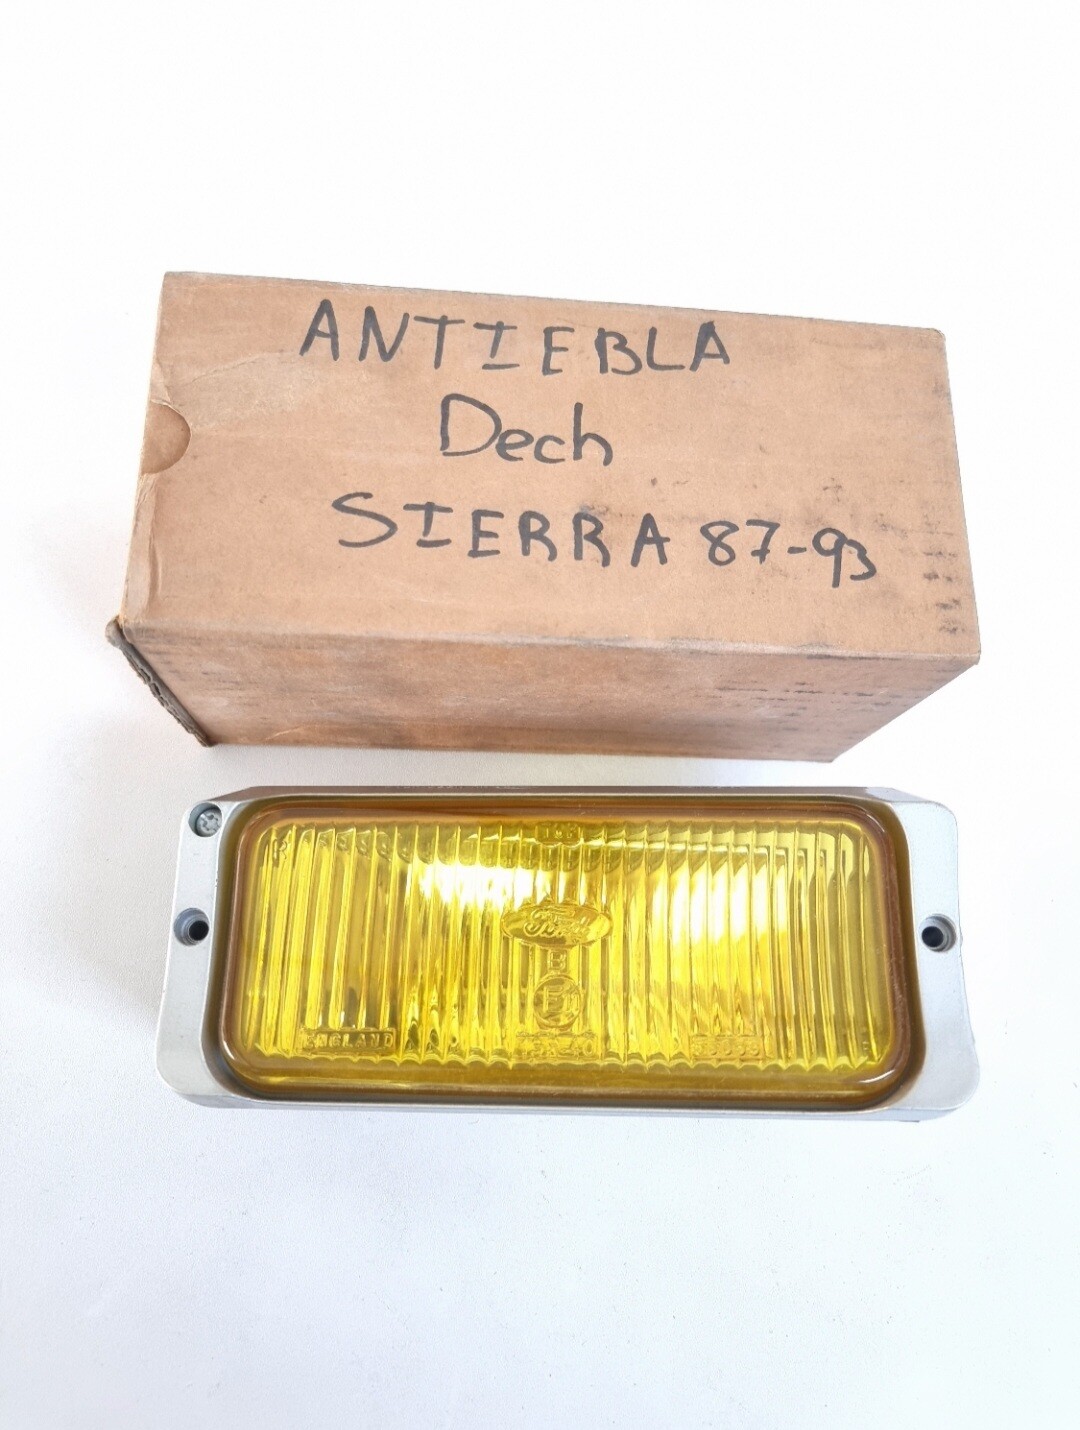 ANTIEBLA
Dech
SIERRA 87-93
Ford
B
ENGLAND